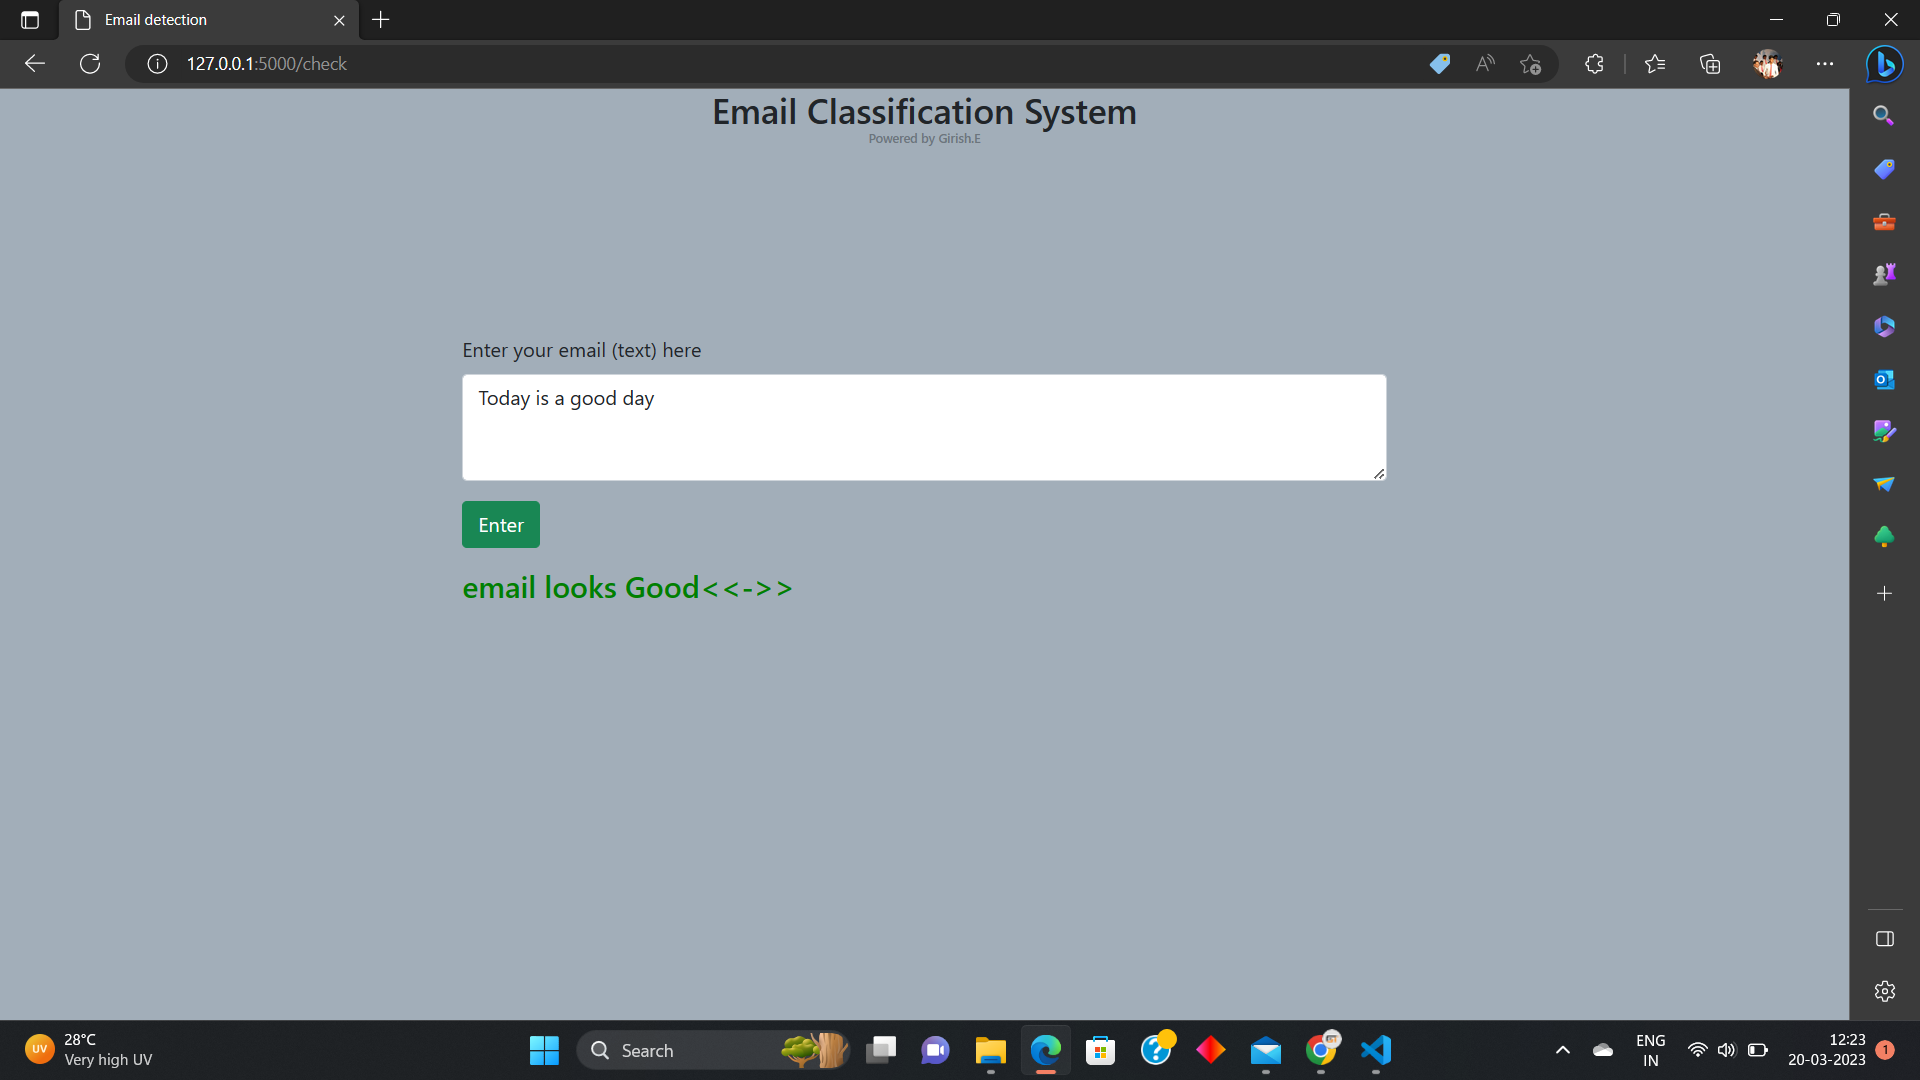 Email detection
127.0.0.1:5000/check
Email Classification System
Powered by Girish.E
Enter your email (text) here
Today is a good day
Enter
email looks Good<<->>
UV
28°C
Very high UV
Search
GT
ENG
IN
12:23
20-03-2023
1